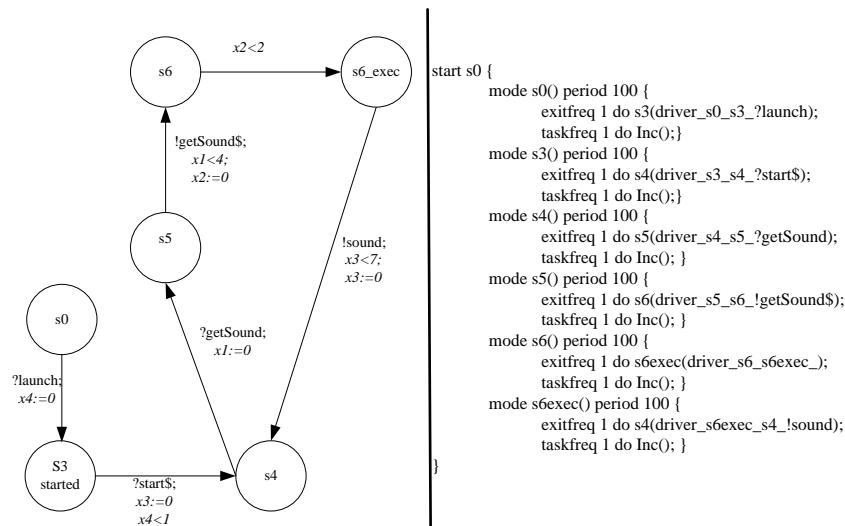 x2<2
s6
s6_exec
!getSound$;
x1<4;
x2:=0
s5
!sound;
x3<7;
x3:=0
s0
?getSound;
x1:=0
?launch;
x4:=0
S3
started
s4
?start$;
x3:=0
x4<1
start s0 {
mode s0() period 100 {
exitfreq 1 do s3(driver_s0_s3_?launch);
taskfreq 1 do Inc();}
mode s3() period 100 {
exitfreq 1 do s4(driver_s3_s4_?start$);
taskfreq 1 do Inc();}
mode s4() period 100 {
exitfreq 1 do s5(driver_s4_s5_?getSound);
taskfreq 1 do Inc(); }
mode s5() period 100 {
exitfreq 1 do s6(driver_s5_s6_!getSound$);
taskfreq 1 do Inc(); }
mode s6() period 100 {
exitfreq 1 do s6exec(driver_s6_s6exec_);
taskfreq 1 do Inc(); }
mode s6exec() period 100 {
exitfreq 1 do s4(driver_s6exec_s4_!sound);
taskfreq 1 do Inc(); }
}